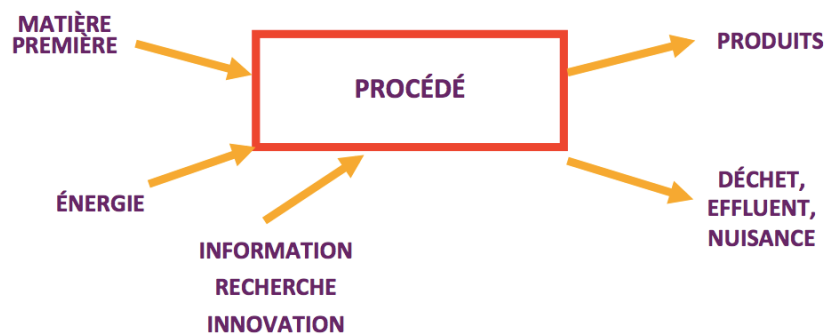 MATIÈRE
PREMIÈRE
PROCÉDÉ
PRODUITS
ÉNERGIE
DÉCHET,
EFFLUENT,
NUISANCE
INFORMATION
RECHERCHE
INNOVATION